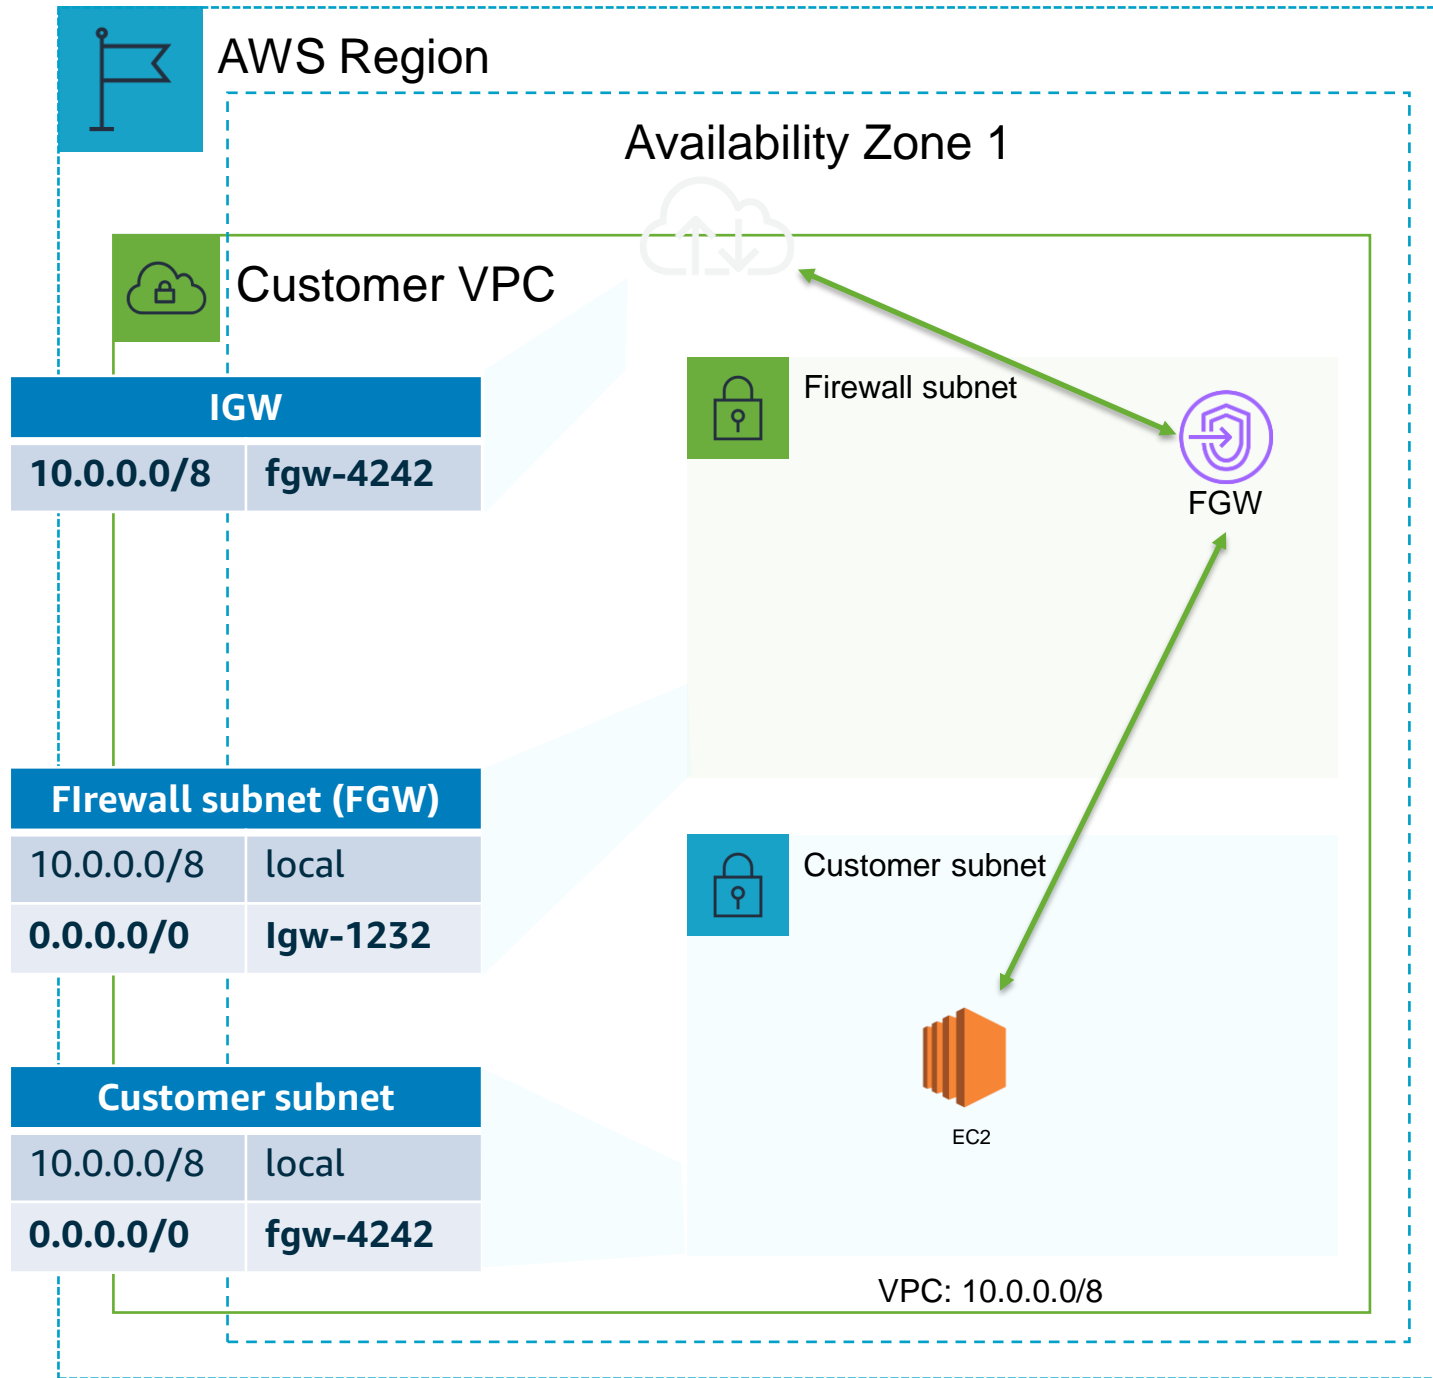 AWS Region
Availability Zone 1
Customer VPC
IGW
10.0.0.0/8 fgw-4242
Firewall subnet
FGW
FIrewall subnet (FGW)
10.0.0.0/8 local
0.0.0.0/0 Igw-1232
Customer subnet
EC2
Customer subnet
10.0.0.0/8 local
0.0.0.0/0 fgw-4242
VPC: 10.0.0.0/8